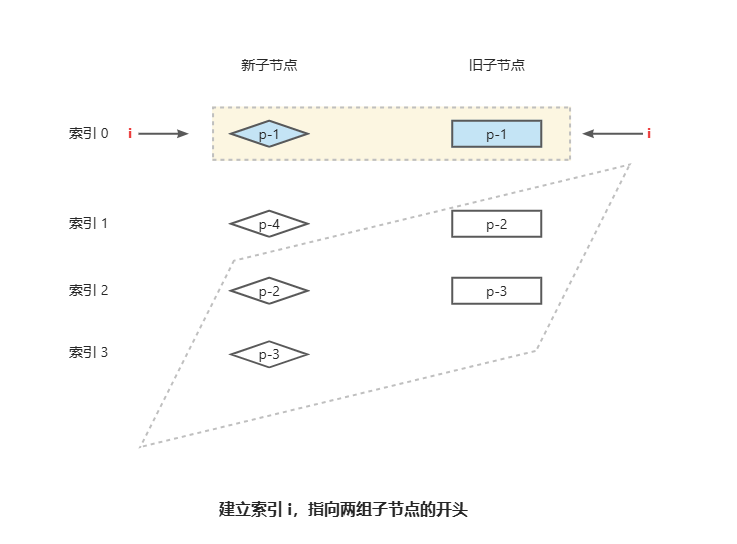 新子节点 旧子节点
索引 0 i p-1 p-1 i
索引 1 p-4 p-2
索引 2 p-2 p-3
索引 3 p-3
建立索引 i，指向两组子节点的开头